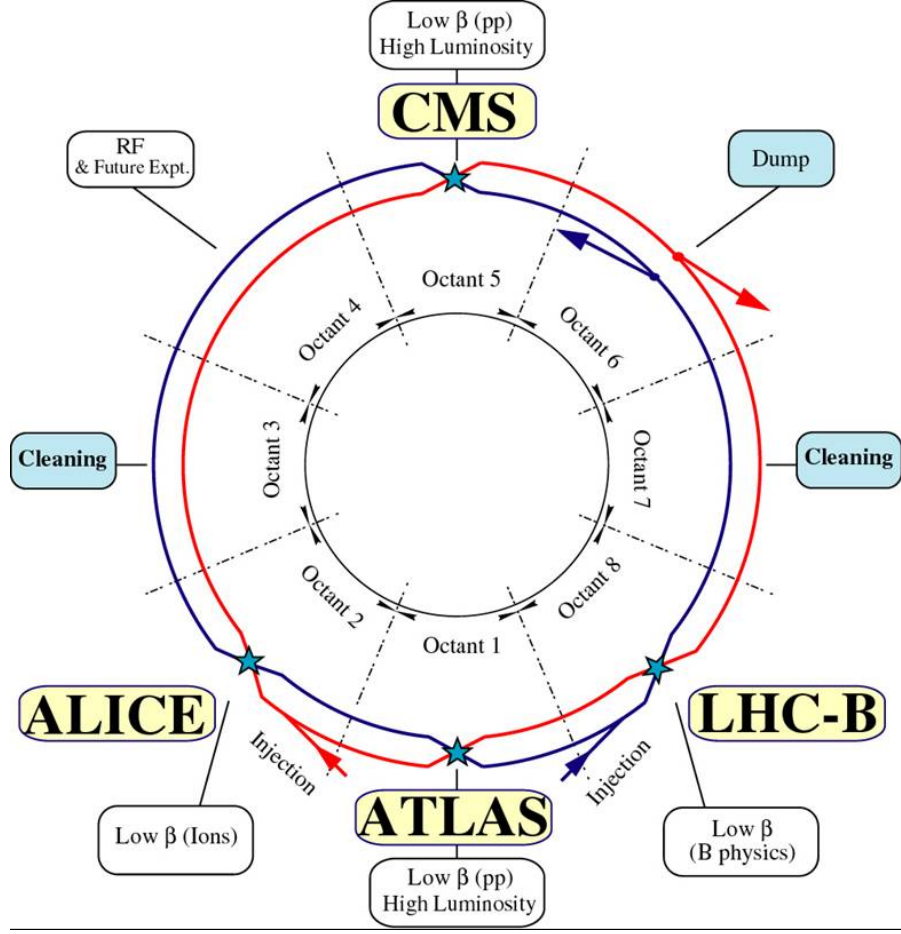 Low β (pp)
High Luminosity
CMS
RF
& Future Expt.
Dump
Octant 5
Octant 4
Octant 6
Cleaning
Octant 3
Octant 7
Cleaning
Octant 2
Octant 8
Octant 1
ALICE
LHC-B
Injection
Injection
ATLAS
Low β (Ions)
Low β
(B physics)
Low β (pp)
High Luminosity